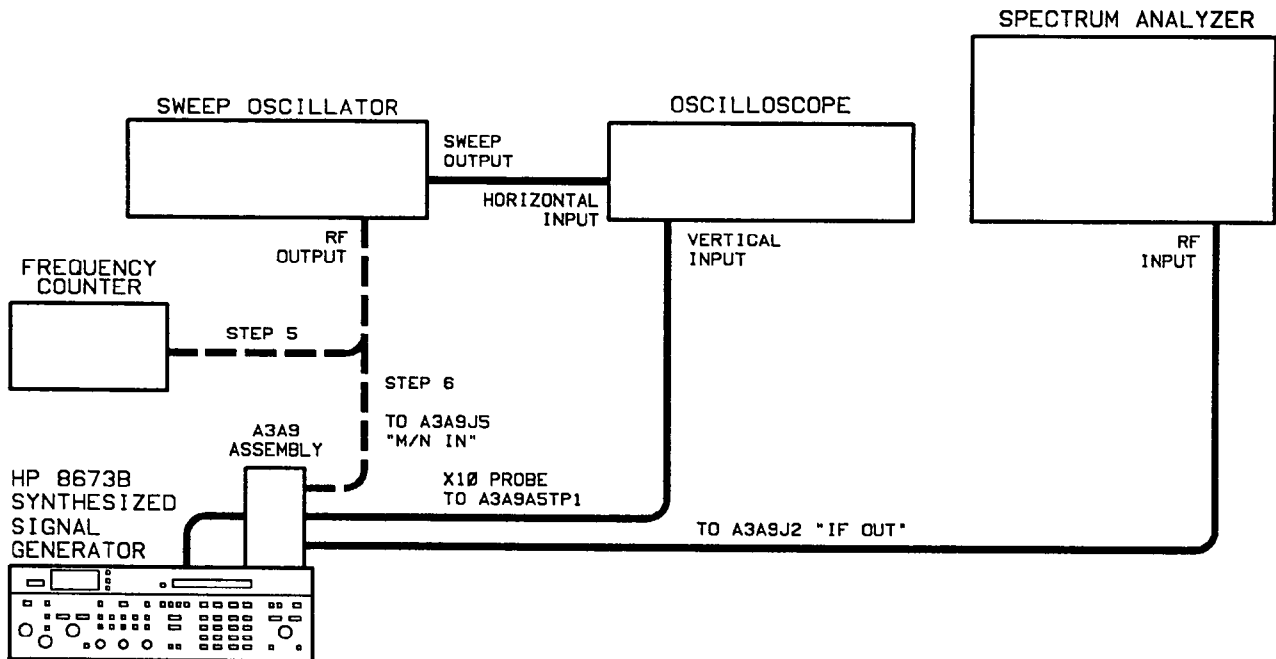 SPECTRUM ANALYZER
SWEEP OSCILLATOR
OSCILLOSCOPE
SWEEP
OUTPUT
HORIZONTAL
INPUT
RF
OUTPUT
VERTICAL
INPUT
RF
INPUT
FREQUENCY
COUNTER
STEP 5
STEP 6
TO A3A9J5
"M/N IN"
A3A9
ASSEMBLY
HP 8673B
SYNTHESIZED
SIGNAL
GENERATOR
X10 PROBE
TO A3A9A5TP1
TO A3A9J2 "IF OUT"